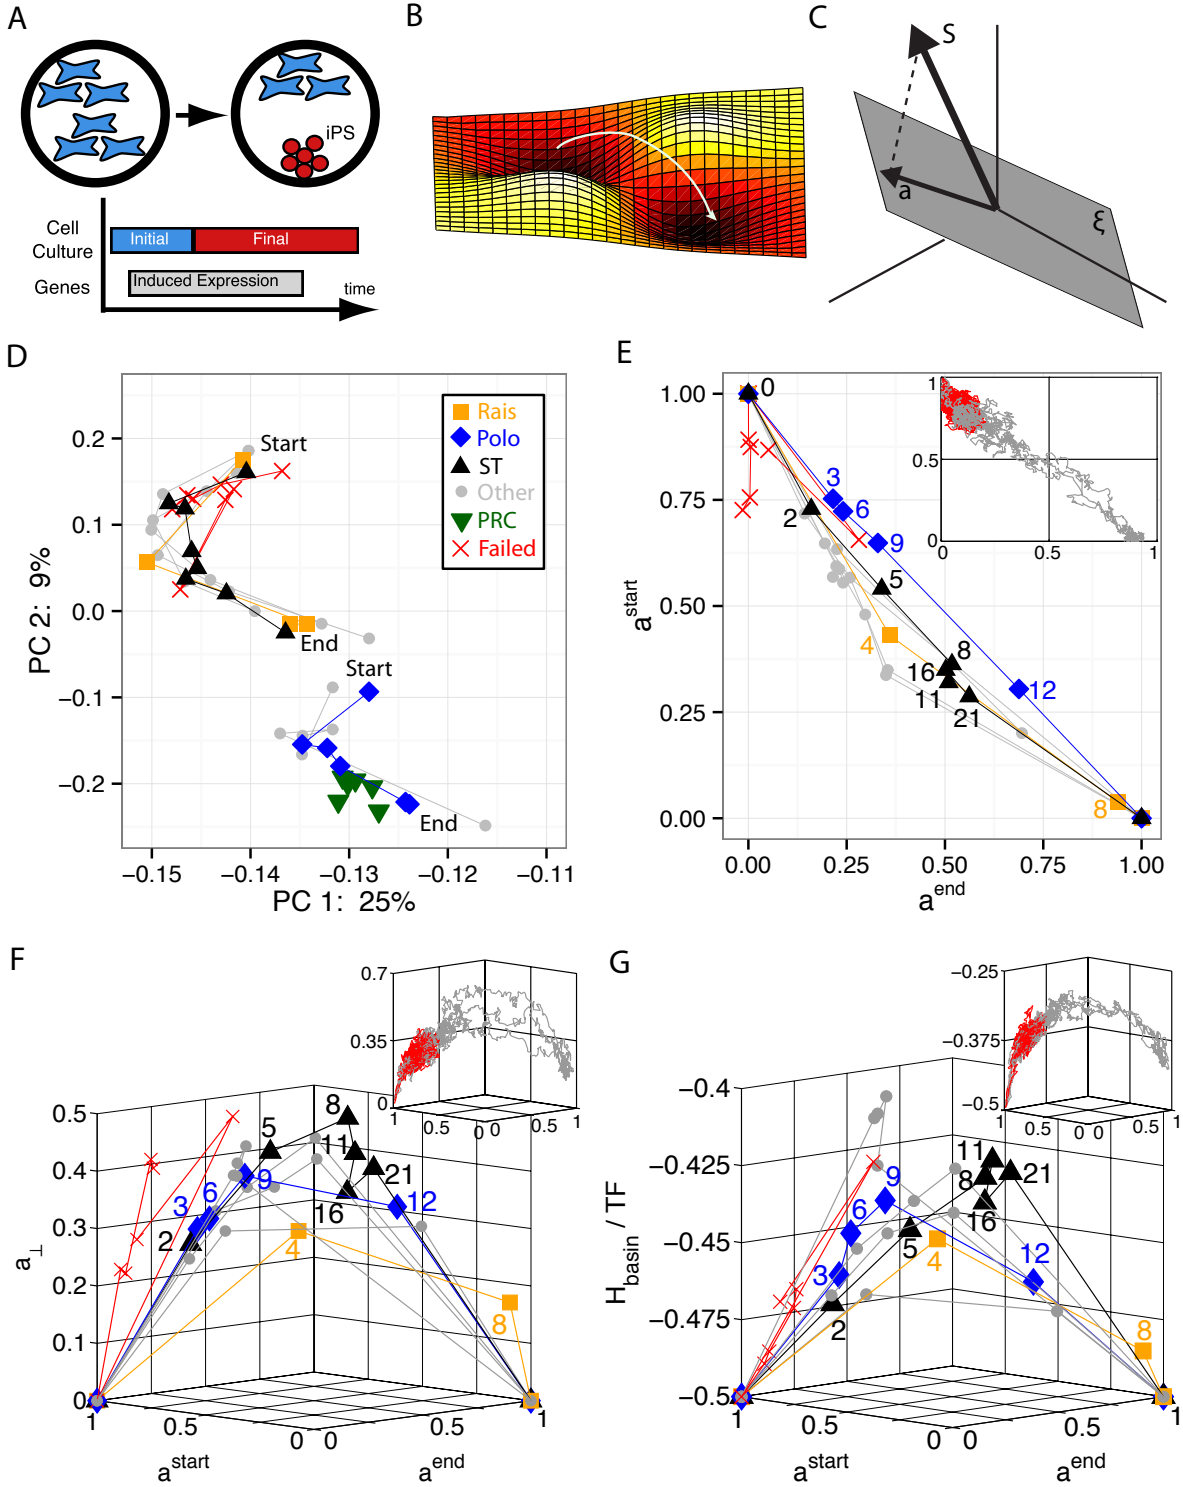 A
iPS
Cell
Culture
Initial
Final
Genes
Induced Expression
time
B
C
S
a
ξ
D
0.2
0.1
0.0
−0.1
−0.2
PC 2: 9%
Start
End
Start
End
Rais
Polo
ST
Other
PRC
Failed
−0.15
−0.14
−0.13
−0.12
−0.11
PC 1: 25%
E
1.00
0.75
0.50
0.25
0.00
a^start
0
3
6
2
9
5
4
8
16
11
21
12
8
1
0.5
0
0.5
1
0.00
0.25
0.50
0.75
1.00
a^end
F
0.7
0.35
0
1
0.5
0
0
0.5
1
0.5
0.4
0.3
0.2
0.1
0
a⊥
8
5
11
21
3
6
9
16
12
2
4
8
1
0.5
0
0
0.5
1
a^start
a^end
G
−0.25
−0.375
−0.5
1
0.5
0
0
0.5
1
−0.4
−0.425
−0.45
−0.475
−0.5
H_basin / TF
11
9
8
21
6
16
5
4
12
3
2
8
1
0.5
0
0
0.5
1
a^start
a^end